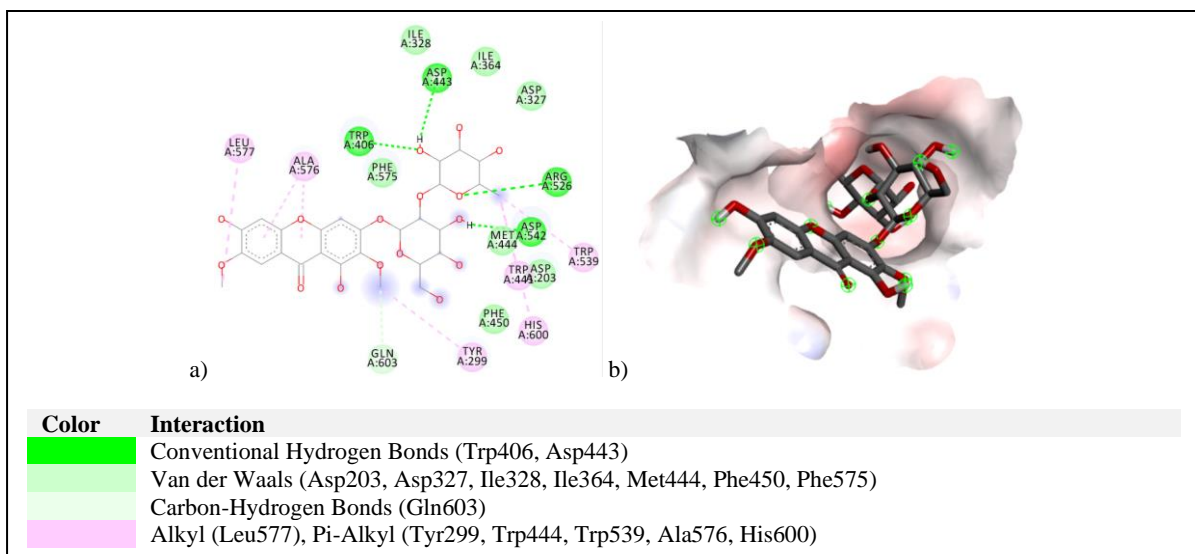 ILE
A:328
ILE
A:364
ASP
A:443
ASP
A:327
H
O
O
O
LEU
A:577
TRP
A:406
ALA
A:576
PHE
A:575
O
O
ARG
A:526
O
O
O
O
O
H
MET
A:444
ASP
A:542
TRP
A:539
O
O
O
TRP
A:441
ASP
A:203
O
O
O
O
PHE
A:450
HIS
A:600
GLN
A:603
TYR
A:299
a)
b)
Color Interaction
Conventional Hydrogen Bonds (Trp406, Asp443)
Van der Waals (Asp203, Asp327, Ile328, Ile364, Met444, Phe450, Phe575)
Carbon-Hydrogen Bonds (Gln603)
Alkyl (Leu577), Pi-Alkyl (Tyr299, Trp444, Trp539, Ala576, His600)